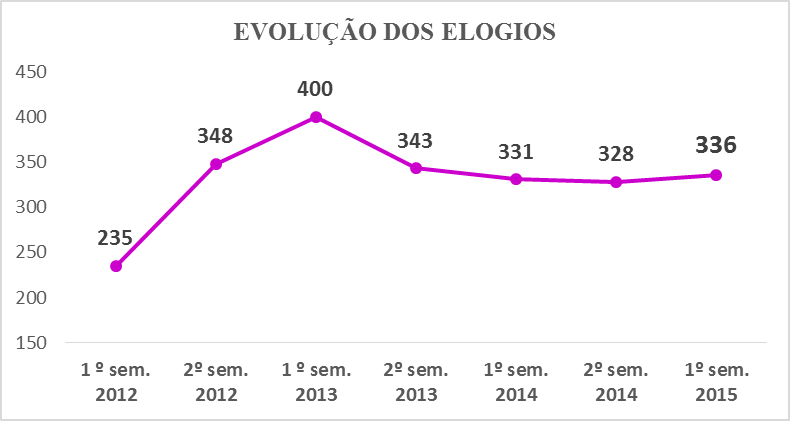 EVOLUÇÃO DOS ELOGIOS
450
400
350
300
250
200
150
235
348
400
343
331
328
336
1 º sem.
2012
2º sem.
2012
1 º sem.
2013
2º sem.
2013
1º sem.
2014
2º sem.
2014
1º sem.
2015